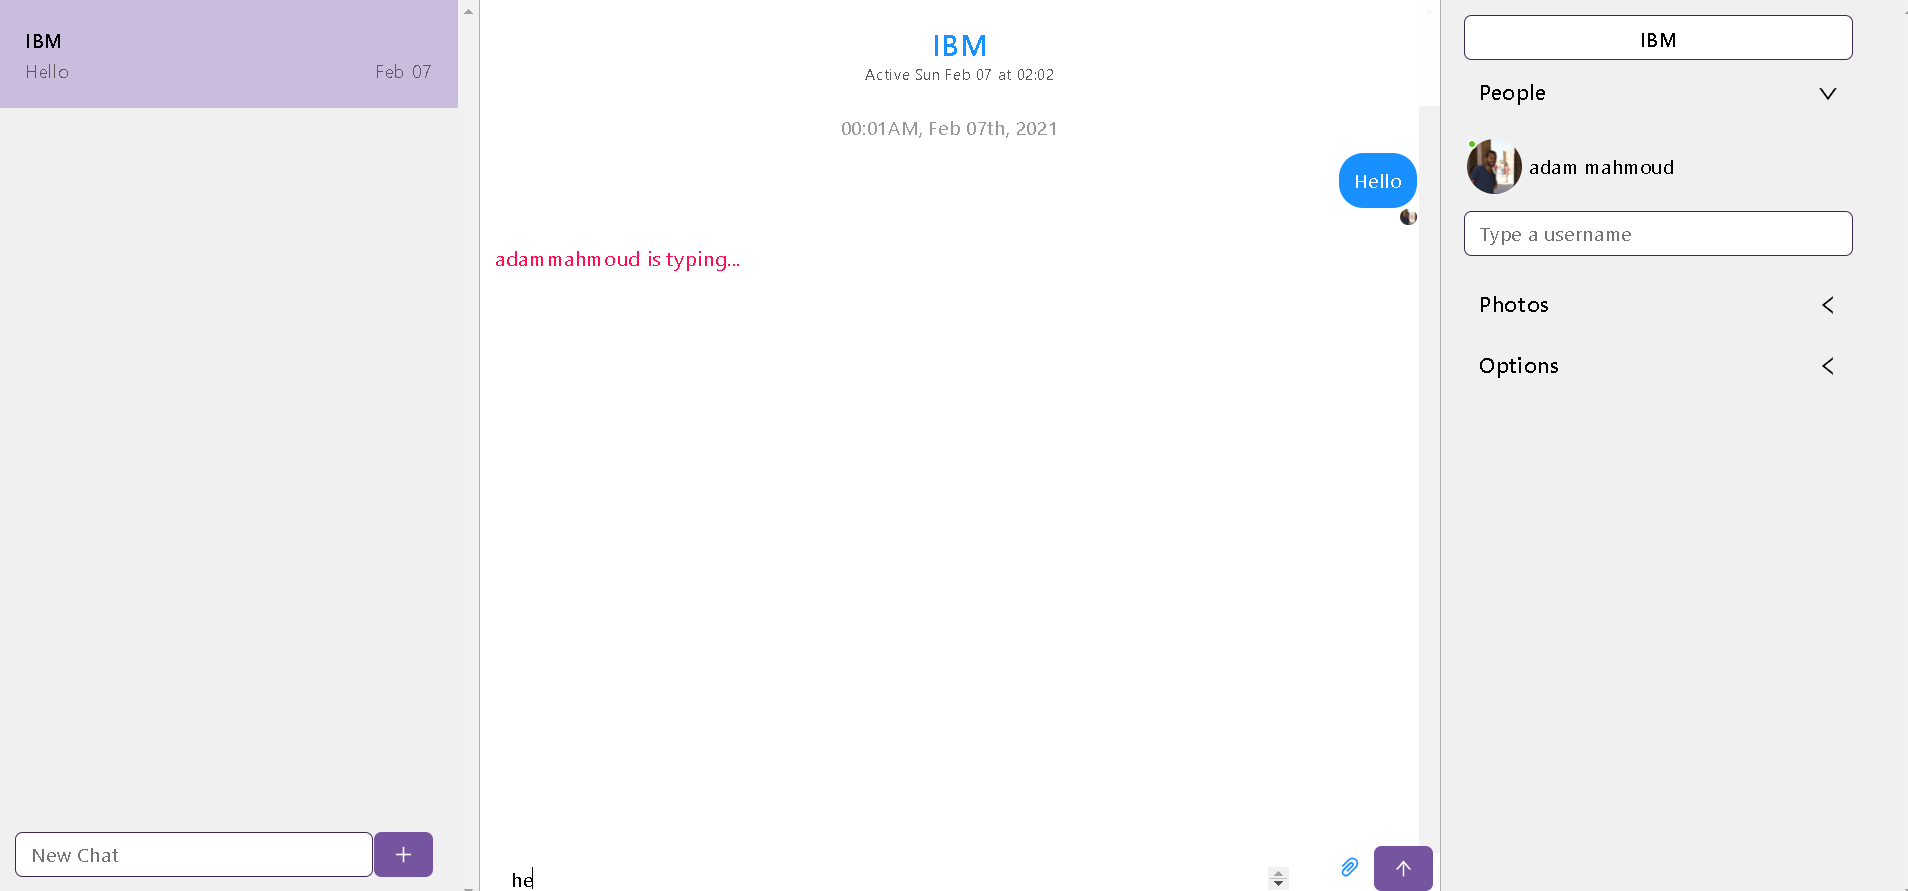 IBM
Hello Feb 07
New Chat
IBM
Active Sun Feb 07 at 02:02
00:01AM, Feb 07th, 2021
Hello
adam mahmoud is typing...
he
IBM
People
adam mahmoud
Type a username
Photos
Options